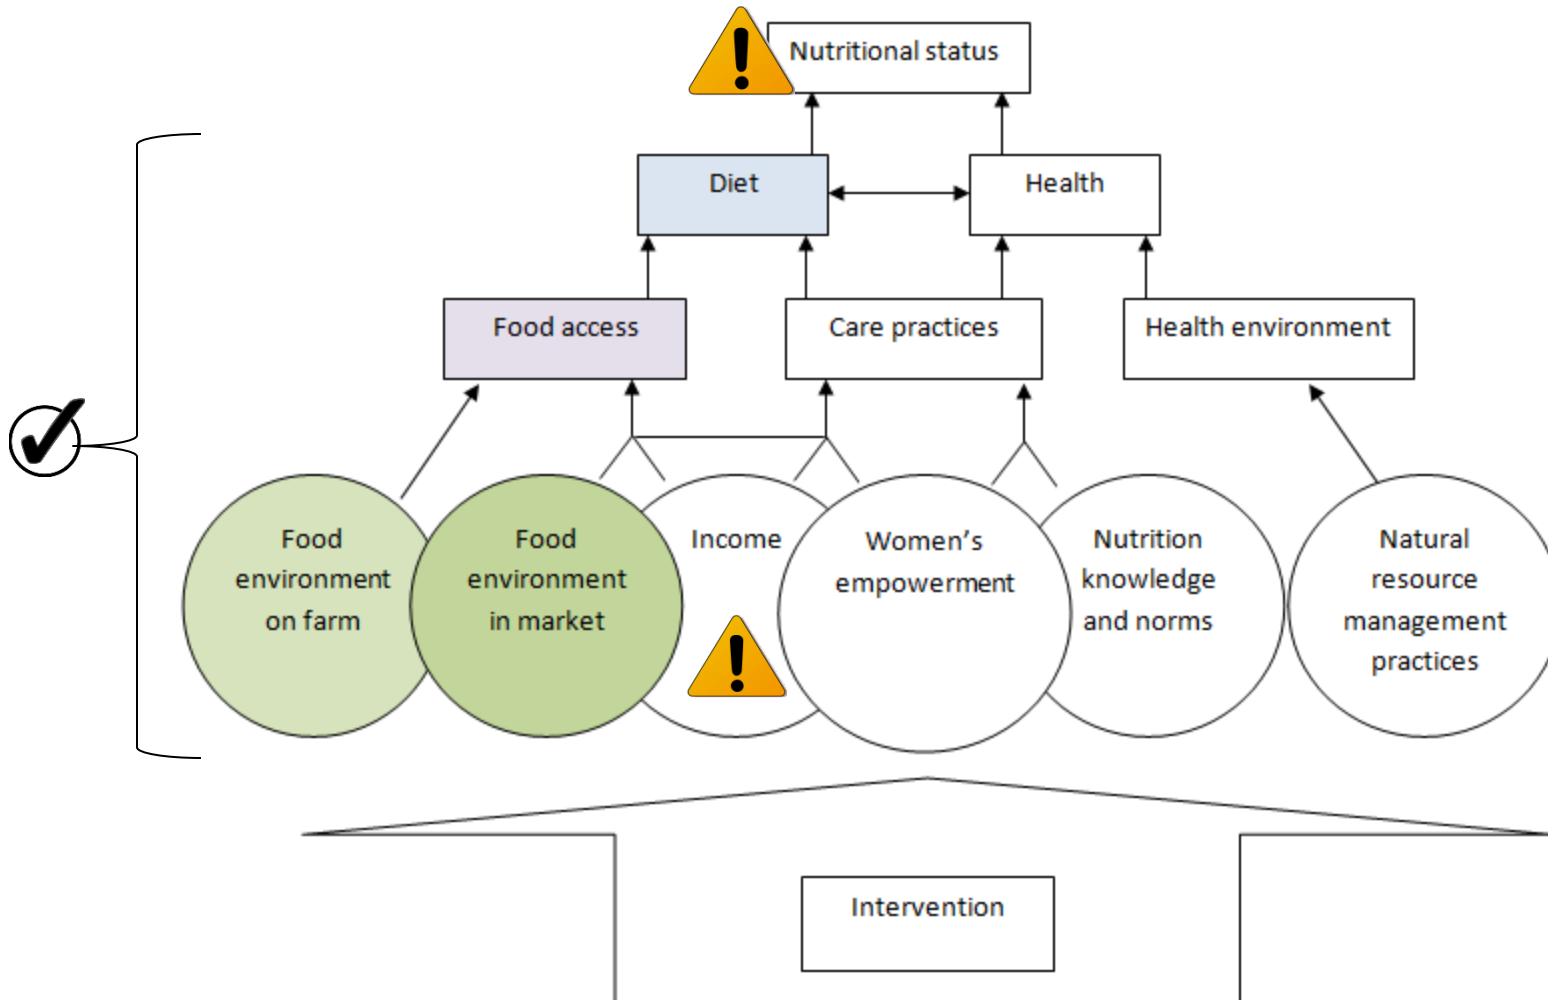 Nutritional status
Diet
Health
Food access
Care practices
Health environment
Food
environment
on farm
Food
environment
in market
Income
Women’s
empowerment
Nutrition
knowledge
and norms
Natural
resource
management
practices
Intervention